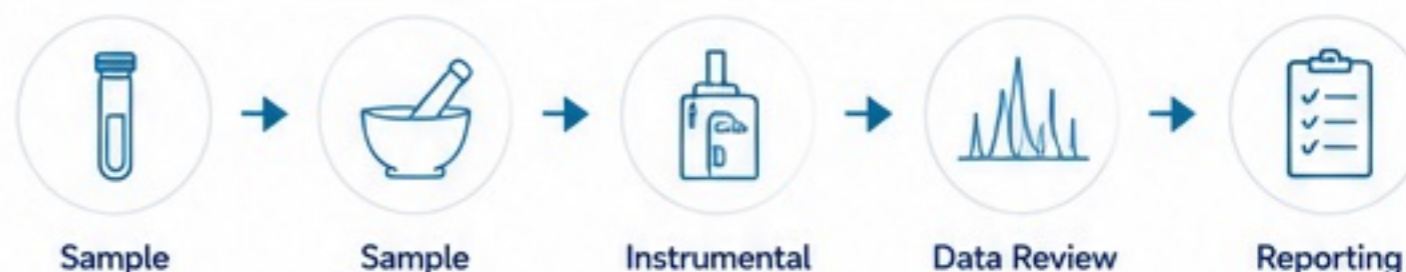 Sample
Sample
Instrumental
Data Review
Reporting